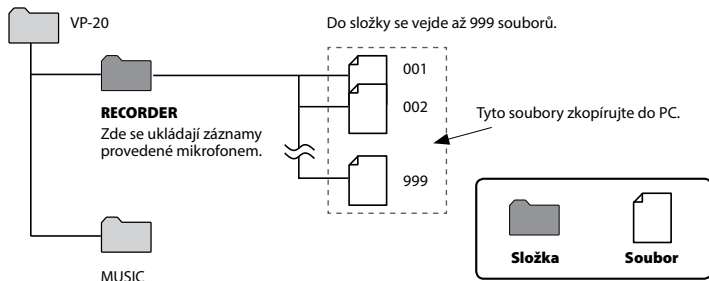 VP-20
Do složky se vejde až 999 souborů.
001
002
RECORDER
Zde se ukládají záznamy
provedené mikrofonem.
Tyto soubory zkopírujte do PC.
999
MUSIC
Složka
Soubor